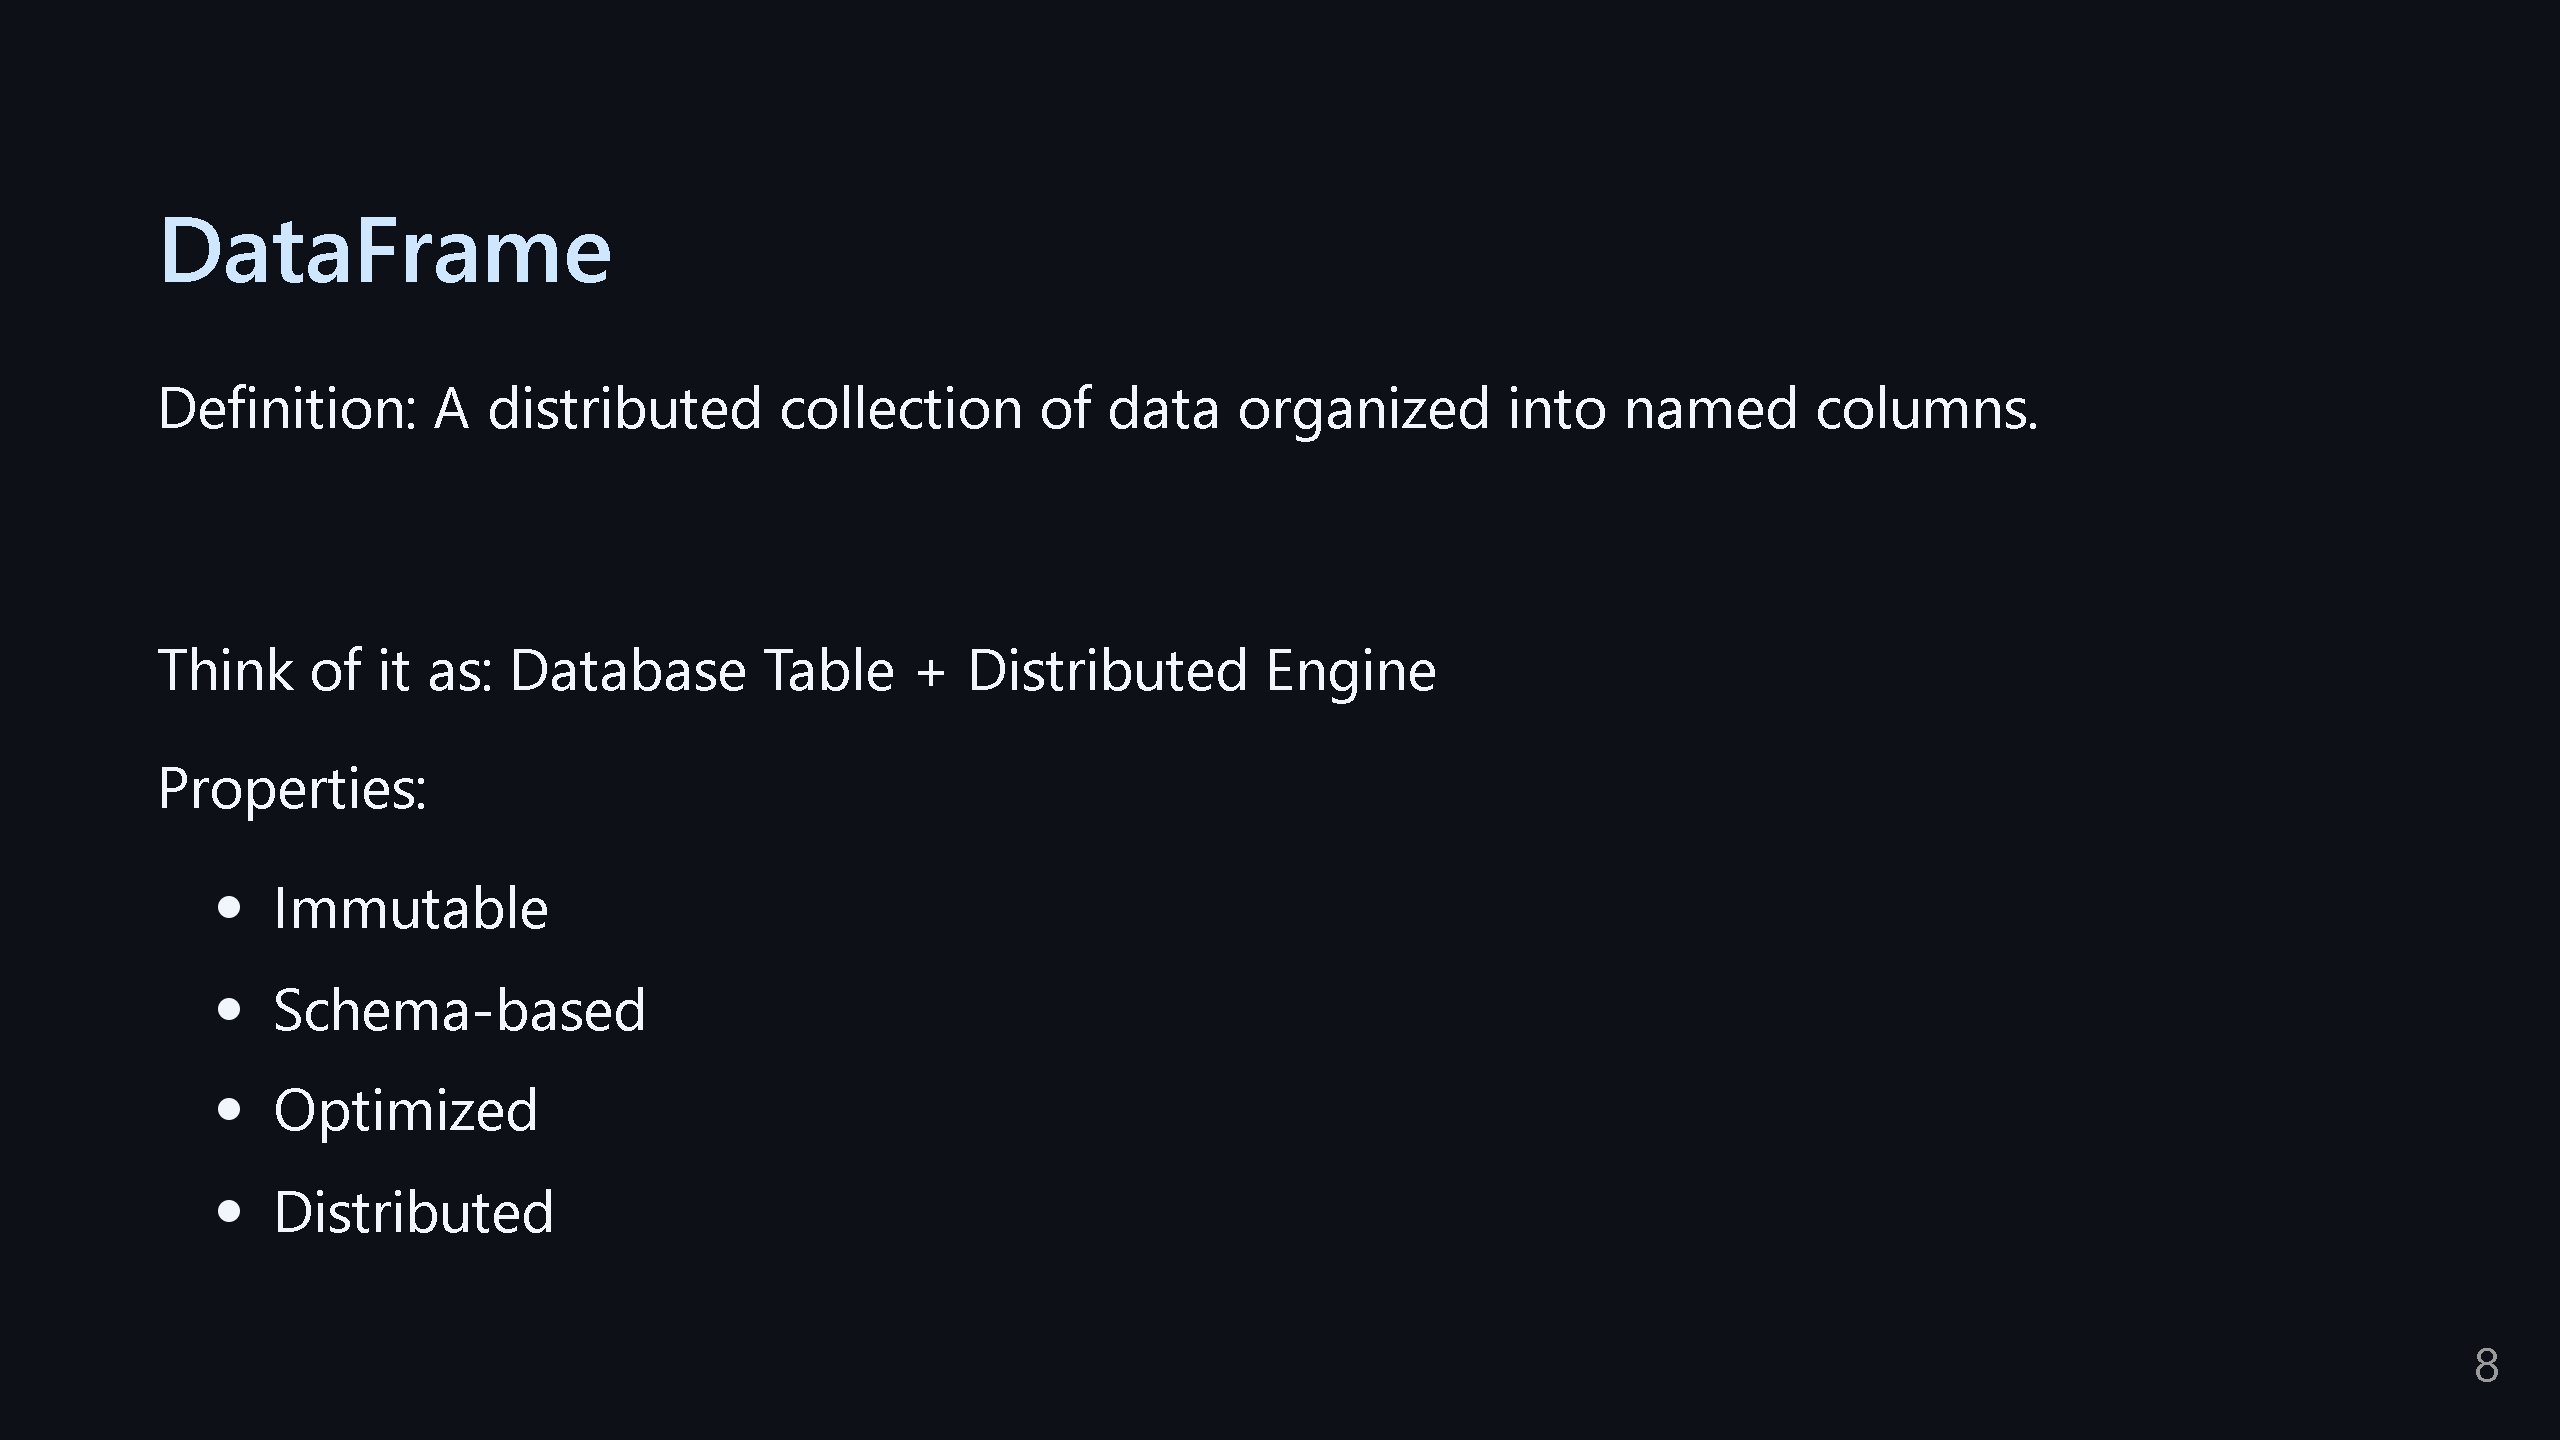 DataFrame
Definition: A distributed collection of data organized into named columns.
Think of it as: Database Table + Distributed Engine
Properties:
• Immutable
• Schema-based
• Optimized
• Distributed
8